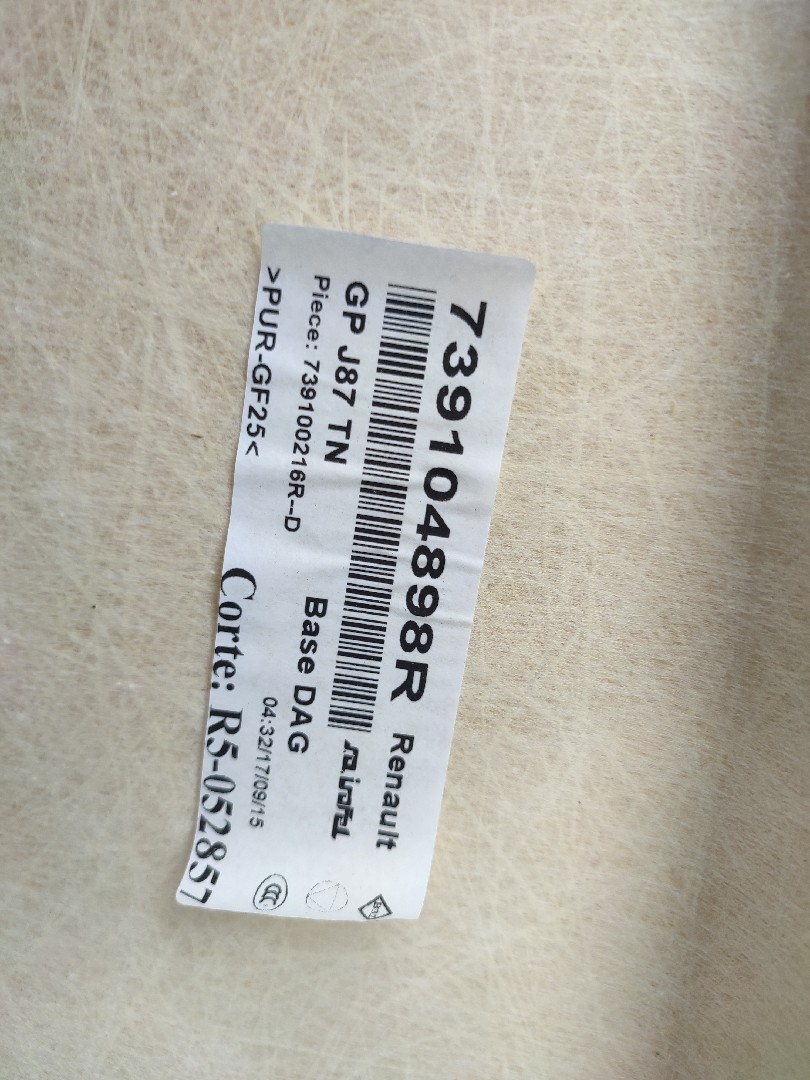 739104898R Renault
GP J87 TN
Piece: 739100216R--D Base DAG
>PUR-GF25< 04:32/17/09/15
Corte: R5-052857